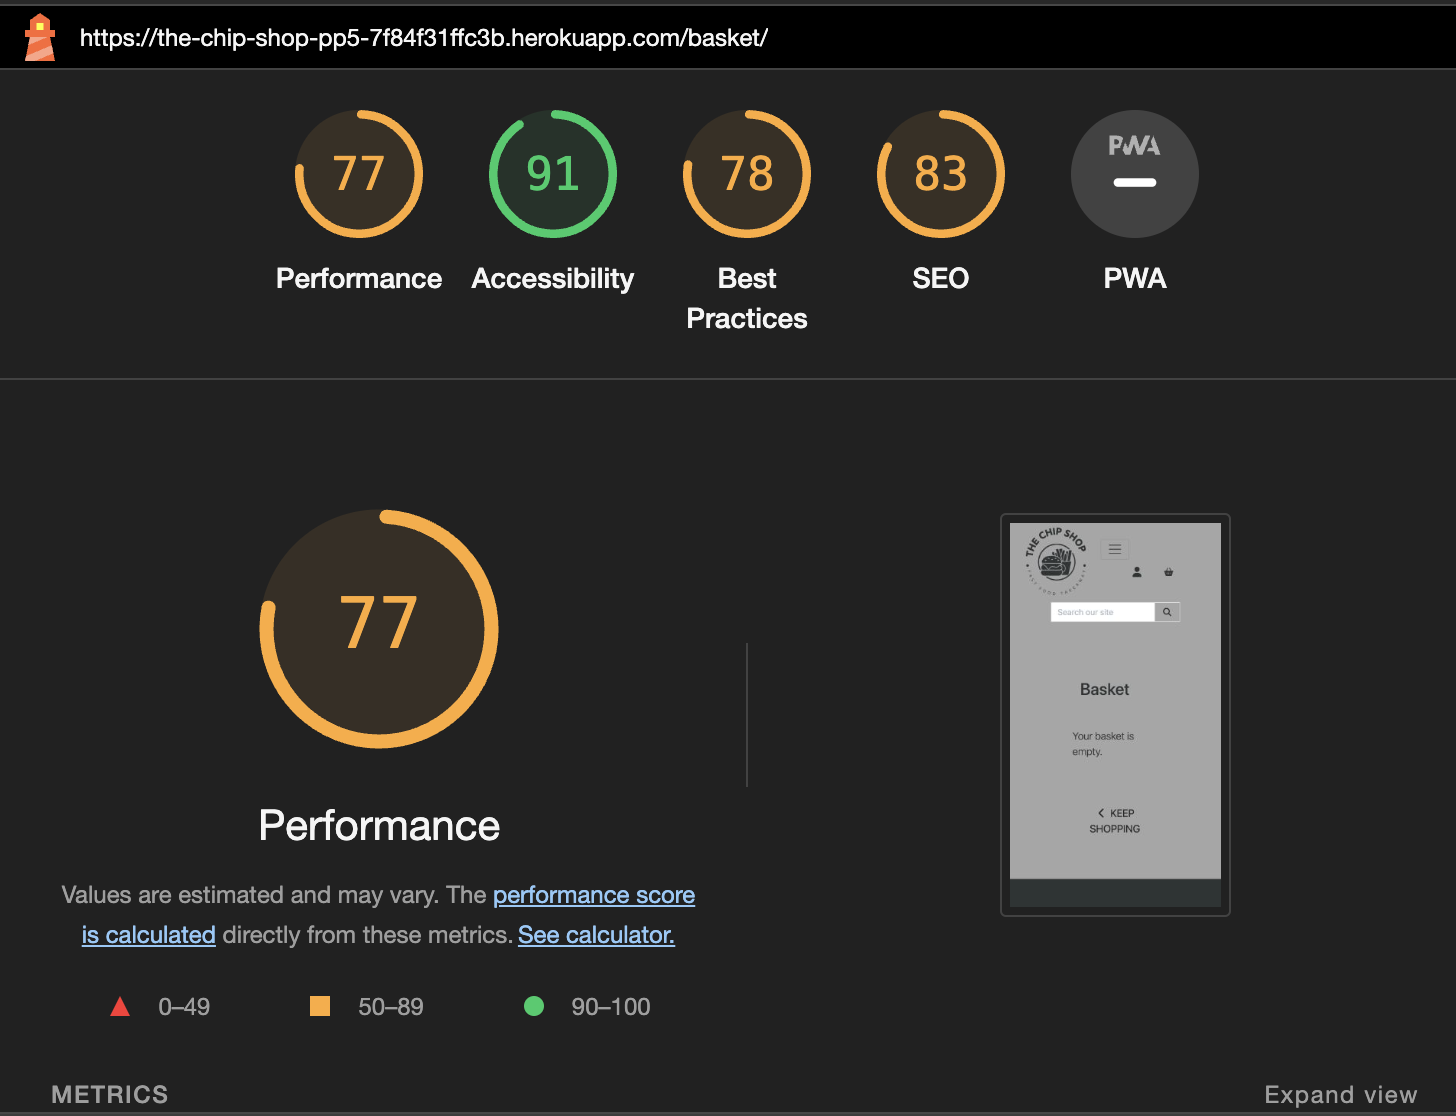 https://the-chip-shop-pp5-7f84f31ffc3b.herokuapp.com/basket/
77
91
78
83
PWA
Performance
Accessibility
Best
Practices
SEO
PWA
77
Performance
Values are estimated and may vary. The performance score
is calculated directly from these metrics. See calculator.
0–49
50–89
90–100
THE CHIP SHOP
Search our site
Basket
Your basket is
empty.
KEEP
SHOPPING
METRICS
Expand view